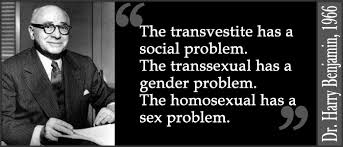 “
The transvestite has a
social problem.
The transsexual has a
gender problem.
The homosexual has a
sex problem.
”
Dr. Harry Benjamin, 1966